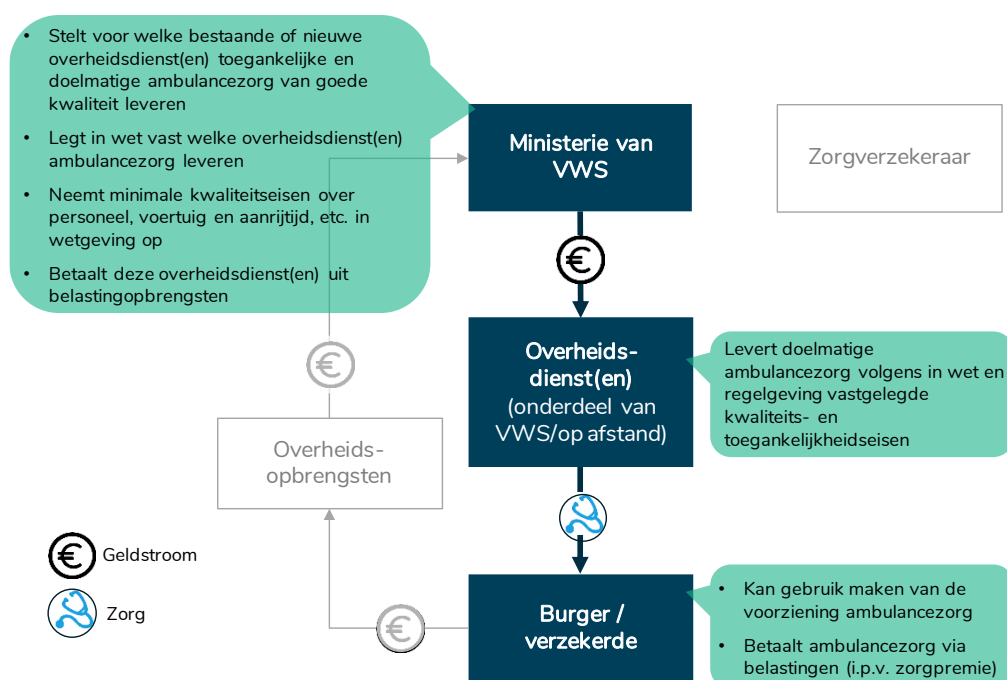 • Stelt voor welke bestaande of nieuwe
overheidsdienst(en) toegankelijke en
doelmatige ambulancezorg van goede
kwaliteit leveren
• Legt in wet vast welke overheidsdienst(en)
ambulancezorg leveren
• Neemt minimale kwaliteitseisen over
personeel, voertuig en aanrijtijd, etc. in
wetgeving op
• Betaalt deze overheidsdienst(en) uit
belastingopbrengsten
Ministerie van
VWS
Zorgverzekeraar
Overheids-
dienst(en)
(onderdeel van
VWS/op afstand)
Levert doelmatige
ambulancezorg volgens in wet en
regelgeving vastgelegde
kwaliteits- en
toegankelijkheidseisen
Overheids-
opbrengsten
Geldstroom
Zorg
Burger /
verzekerde
• Kan gebruik maken van de
voorziening ambulancezorg
• Betaalt ambulancezorg via
belastingen (i.p.v. zorgpremie)